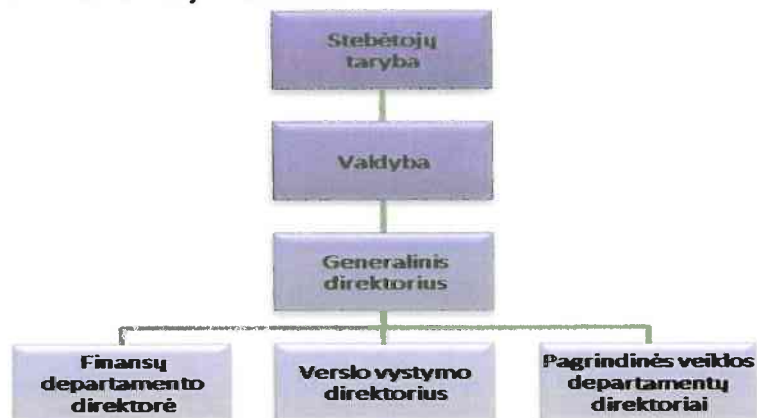 Stebėtojų
taryba
Valdyba
Generalinis
direktorius
Finansų
departamento
direktorė
Verslo vystymo
direktorius
Pagrindinės veiklos
departamentų
direktoriai